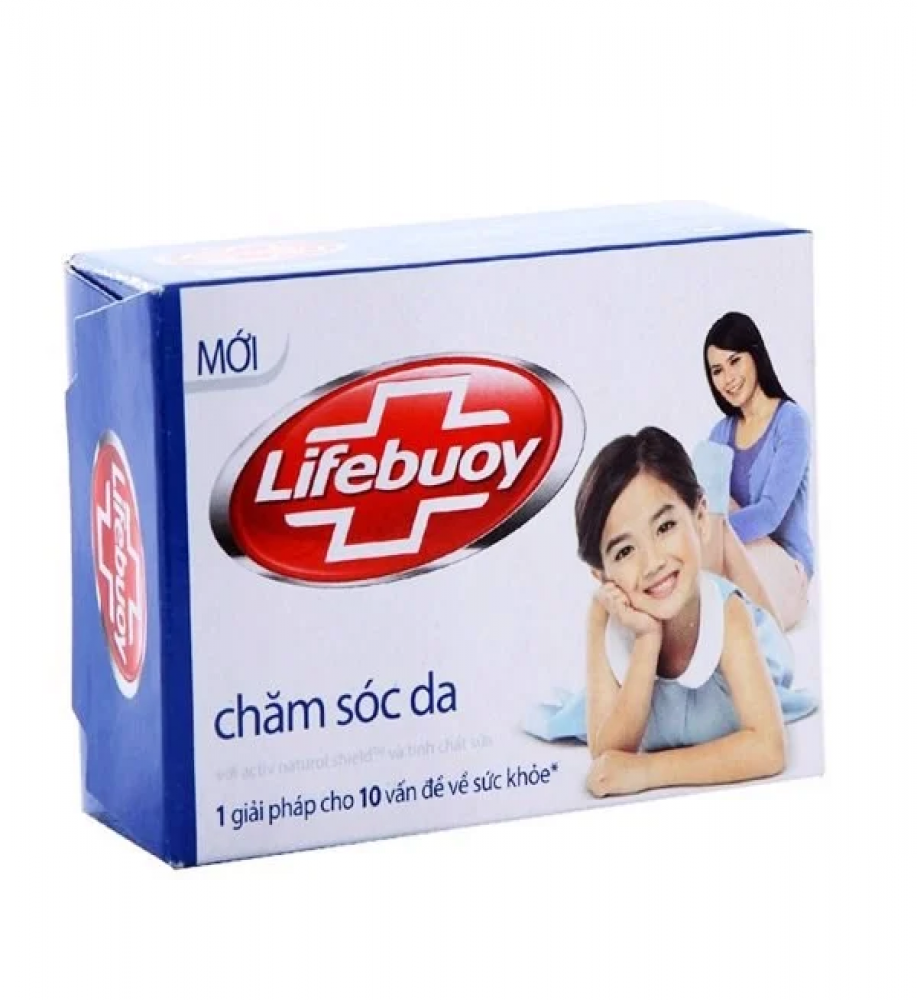 MỚI
Lifebuoy
Lifebuoy
chăm sóc da
với activ natural shield™ và tinh chất sữa
1 giải pháp cho 10 vấn đề về sức khỏe*